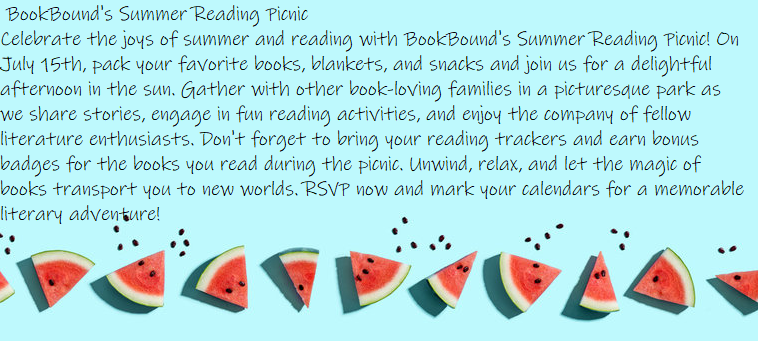 BookBound's Summer Reading Picnic
Celebrate the joys of summer and reading with BookBound's Summer Reading Picnic! On
July 15th, pack your favorite books, blankets, and snacks and join us for a delightful
afternoon in the sun. Gather with other book-loving families in a picturesque park as
we share stories, engage in fun reading activities, and enjoy the company of fellow
literature enthusiasts. Don't forget to bring your reading trackers and earn bonus
badges for the books you read during the picnic. Unwind, relax, and let the magic of
books transport you to new worlds. RSVP now and mark your calendars for a memorable
literary adventure!